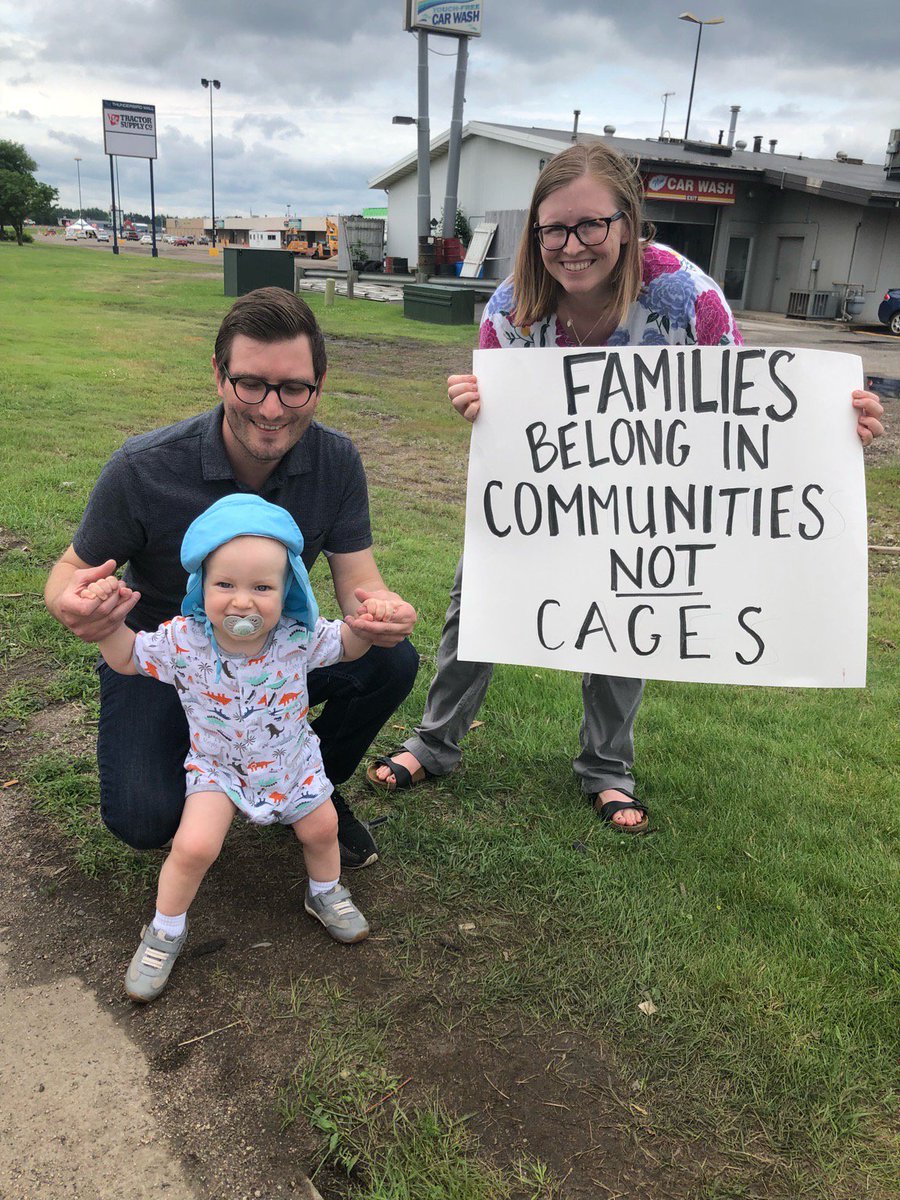 TOUCH-FREE
CAR WASH
THUNDERBIRD MALL
TRACTOR
SUPPLY CO
CAR WASH
EXIT
FAMILIES
BELONG IN
COMMUNITIES
NOT
CAGES